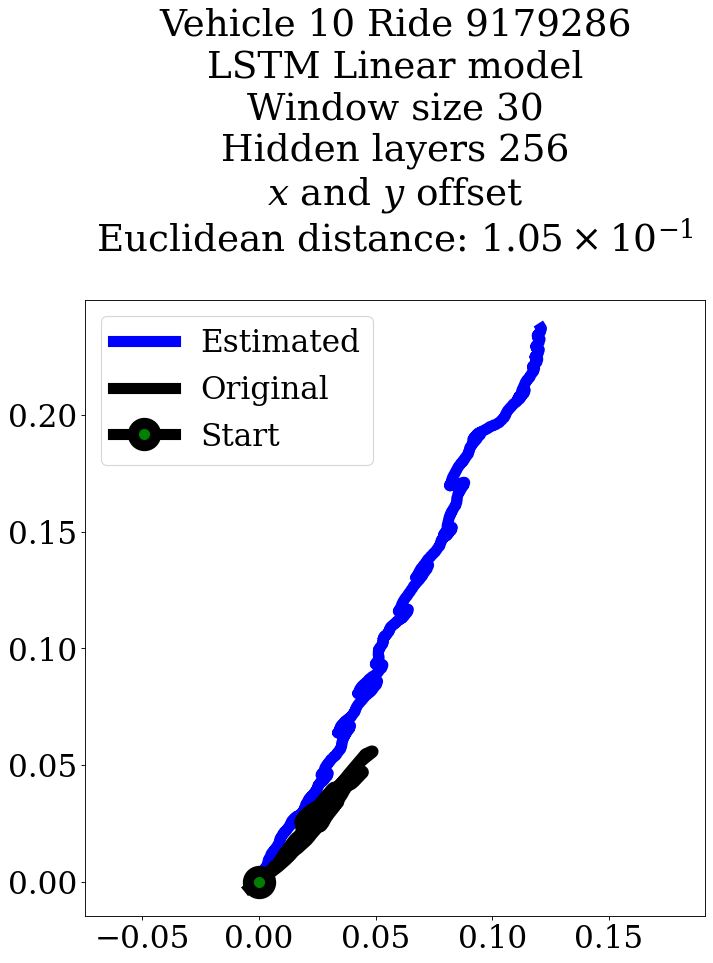 Vehicle 10 Ride 9179286
LSTM Linear model
Window size 30
Hidden layers 256
x and y offset
Euclidean distance: 1.05 × 10⁻¹
Estimated
Original
Start
0.20
0.15
0.10
0.05
0.00
−0.05 0.00 0.05 0.10 0.15